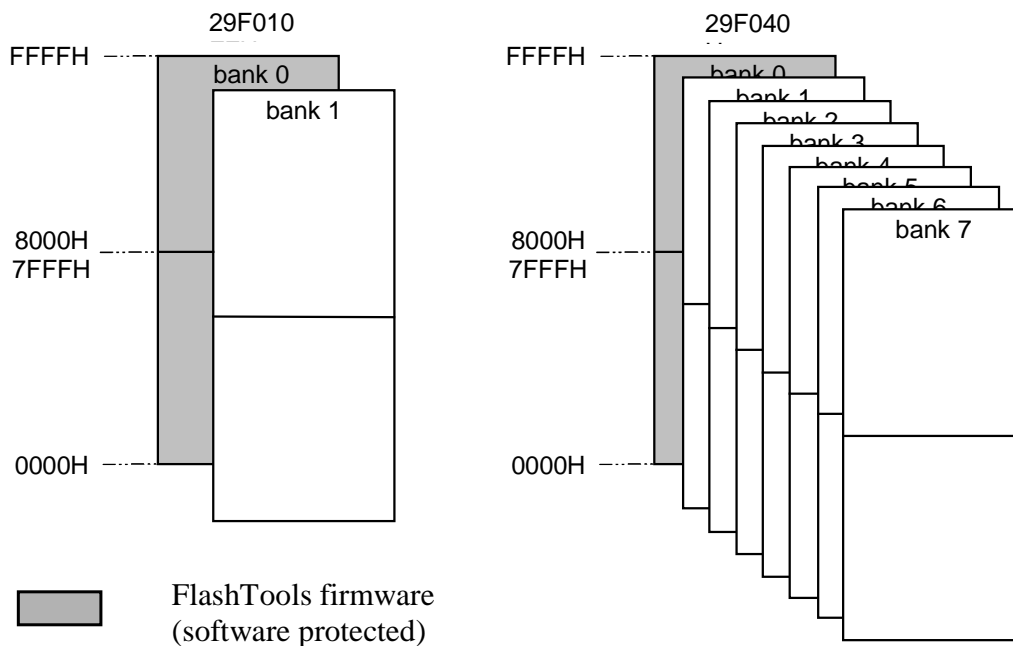 29F010
FFFFH
bank 0
bank 1
8000H
7FFFH
0000H
29F040
FFFFH
bank 0
bank 1
bank 2
bank 3
bank 4
bank 5
bank 6
bank 7
8000H
7FFFH
0000H
FlashTools firmware
(software protected)